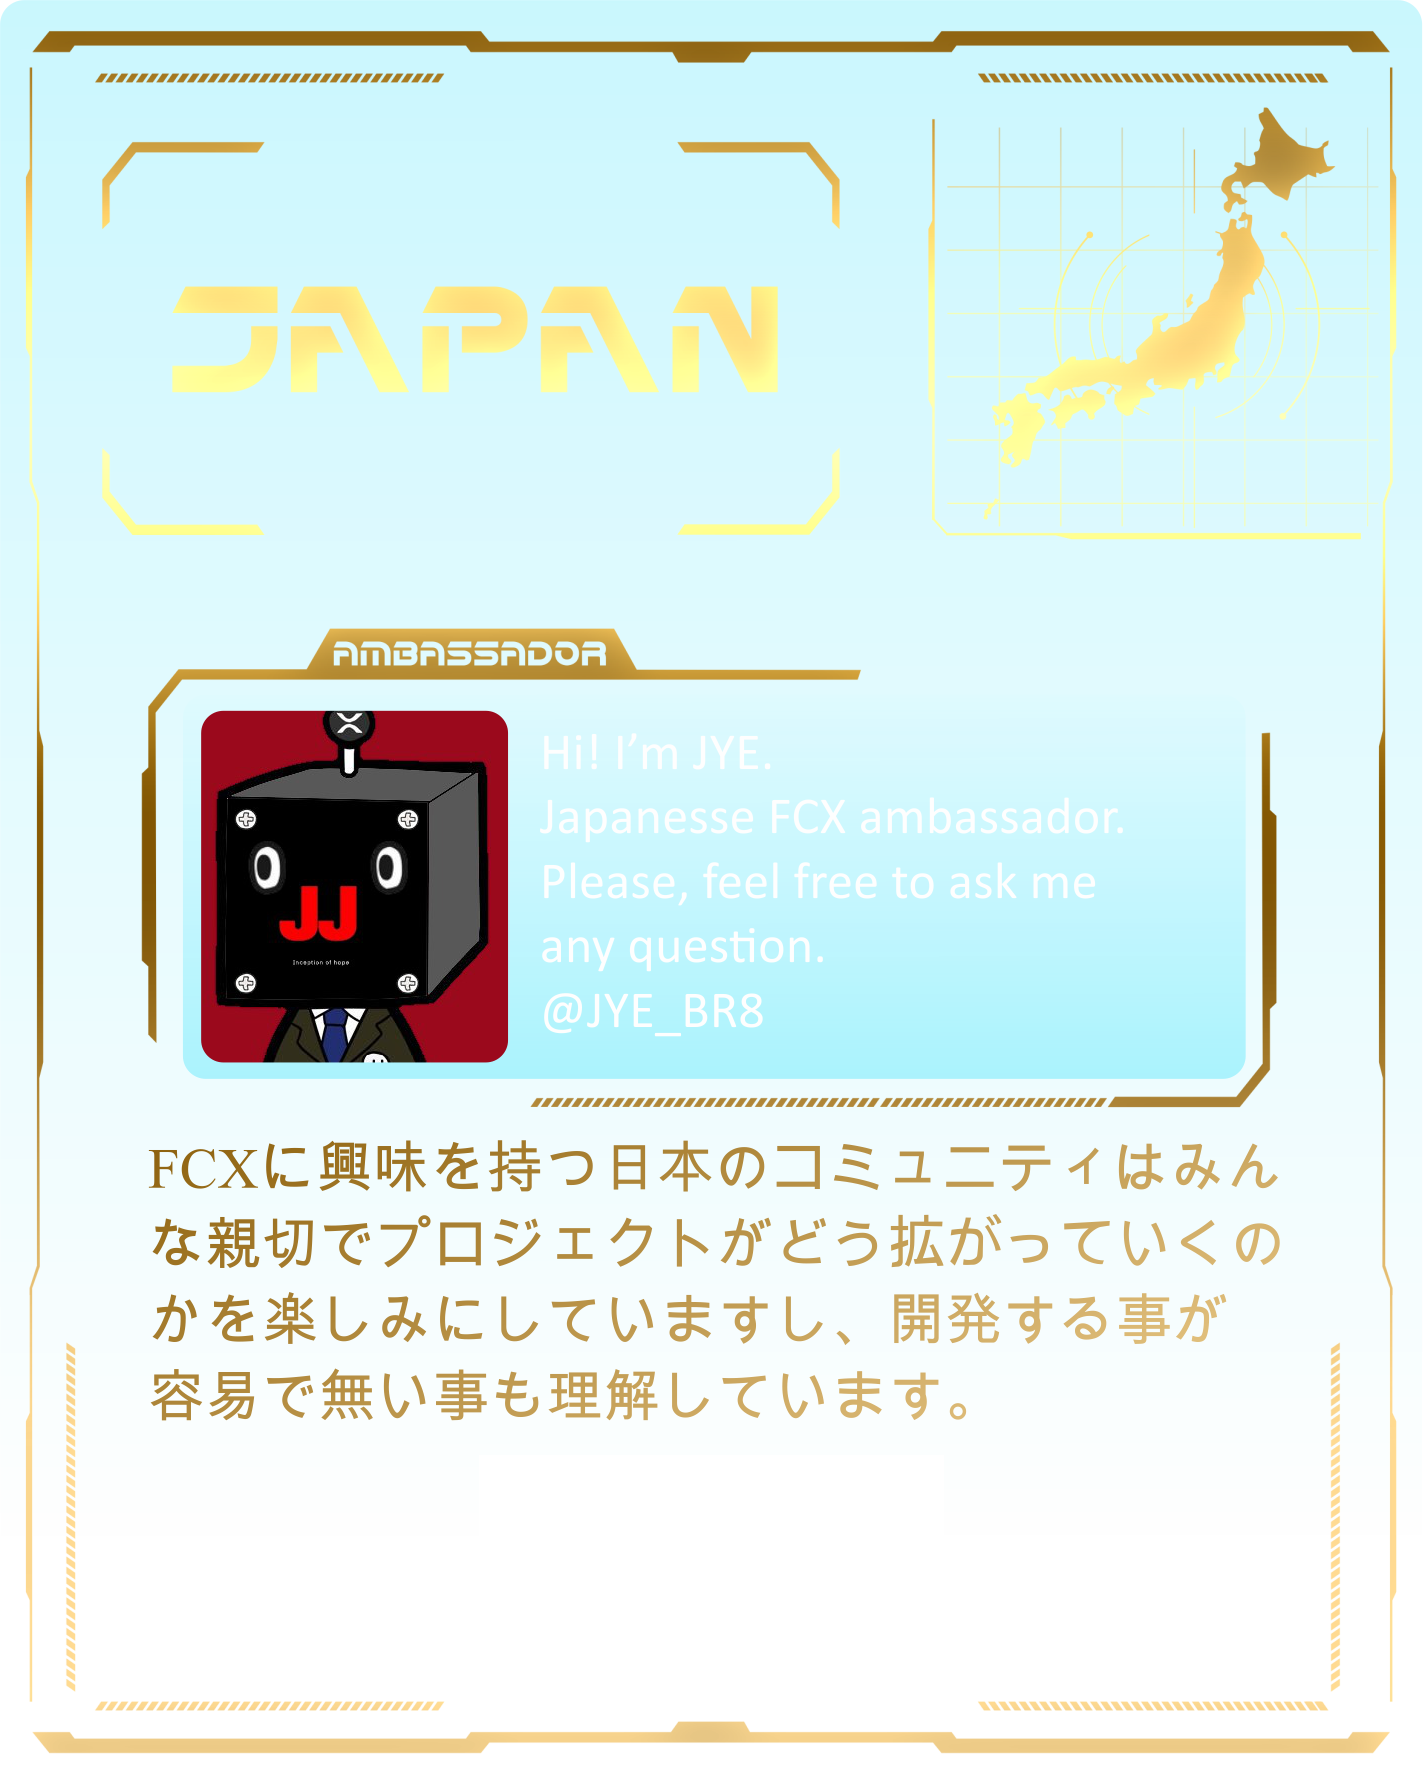 JAPAN
AMBASSADOR
Hi! I’m JYE.
Japanesse FCX ambassador.
Please, feel free to ask me
any question.
@JYE_BR8
JJ
Inception of hope
FCXに興味を持つ日本のコミュニティはみん
な親切でプロジェクトがどう拡がっていくの
かを楽しみにしていますし、開発する事が
容易で無い事も理解しています。